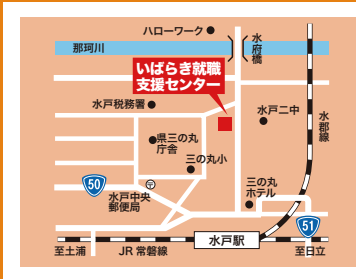 ハローワーク
水府橋
那珂川
いばらき就職
支援センター
水戸税務署
水戸二中
水郡線
県三の丸
庁舎
三の丸小
50
〒
水戸中央
郵便局
三の丸
ホテル
51
水戸駅
至土浦
JR 常磐線
至日立